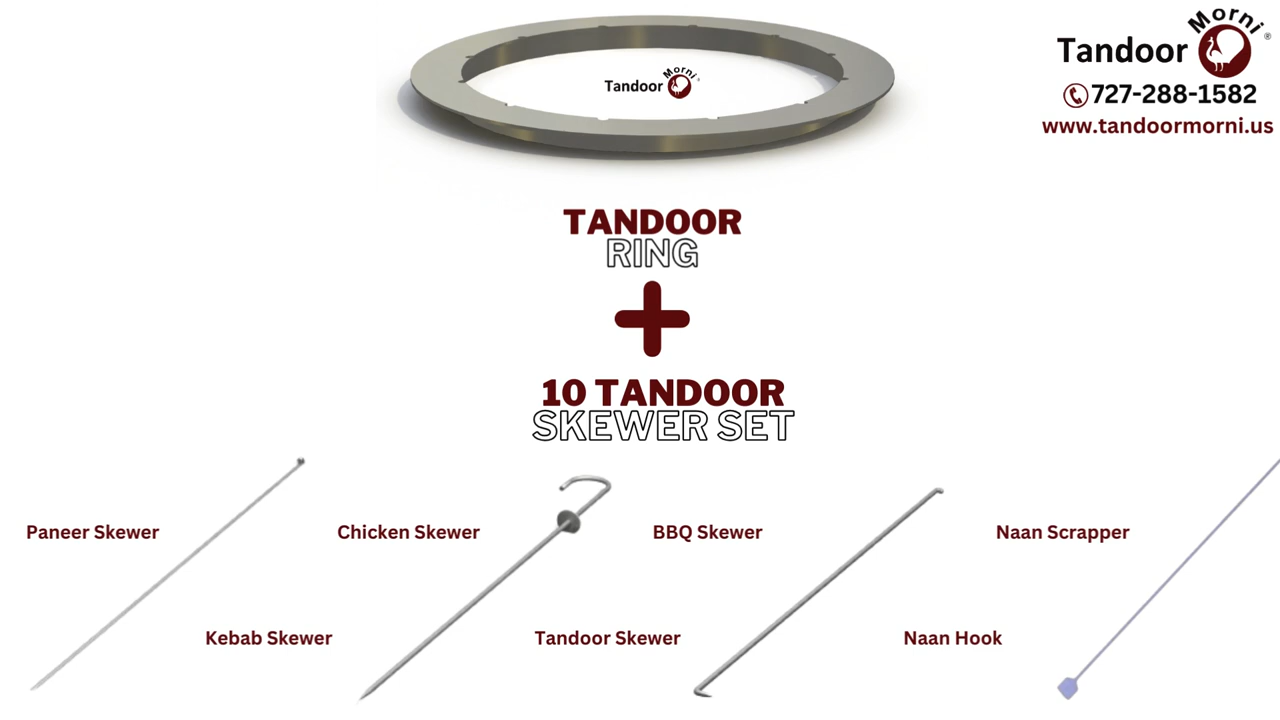 Tandoor Morni ®
727-288-1582
www.tandoormorni.us
Tandoor Morni ®
TANDOOR
RING
10 TANDOOR
SKEWER SET
Paneer Skewer
Chicken Skewer
BBQ Skewer
Naan Scrapper
Kebab Skewer
Tandoor Skewer
Naan Hook